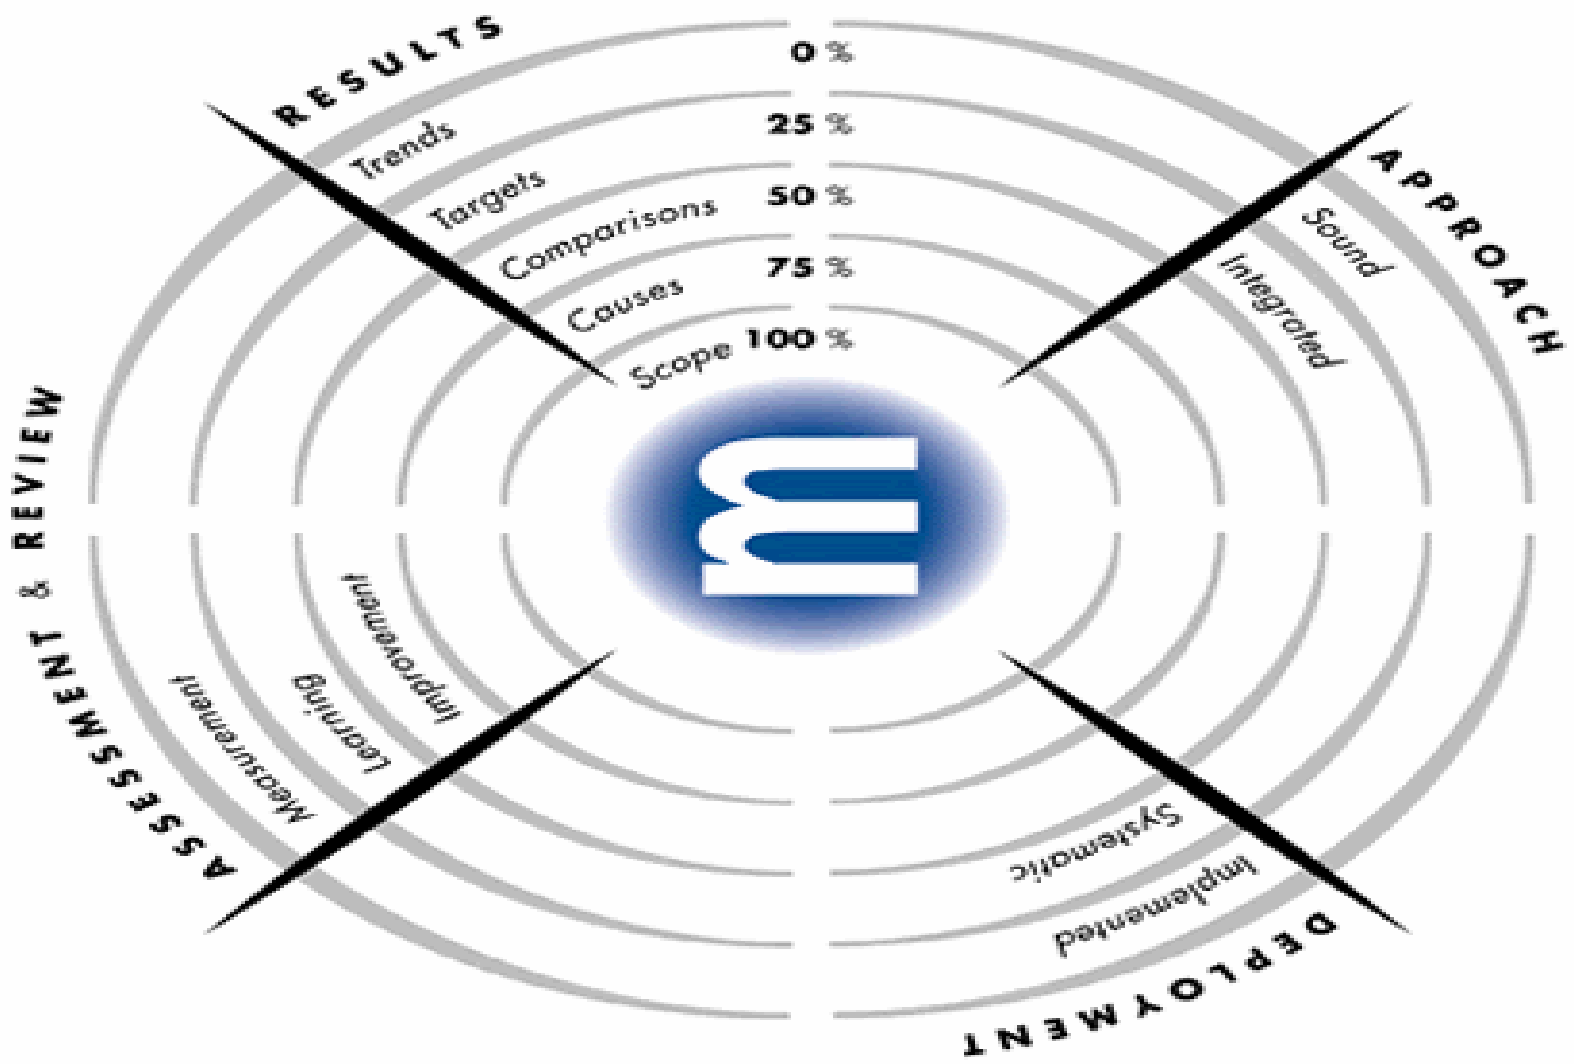 RESULTS
Trends
Targets
Comparisons
Causes
Scope
0 %
25 %
50 %
75 %
100 %
APPROACH
Sound
Integrated
DEPLOYMENT
Implemented
Systematic
ASSESSMENT & REVIEW
Measurement
Learning
Improvement
m